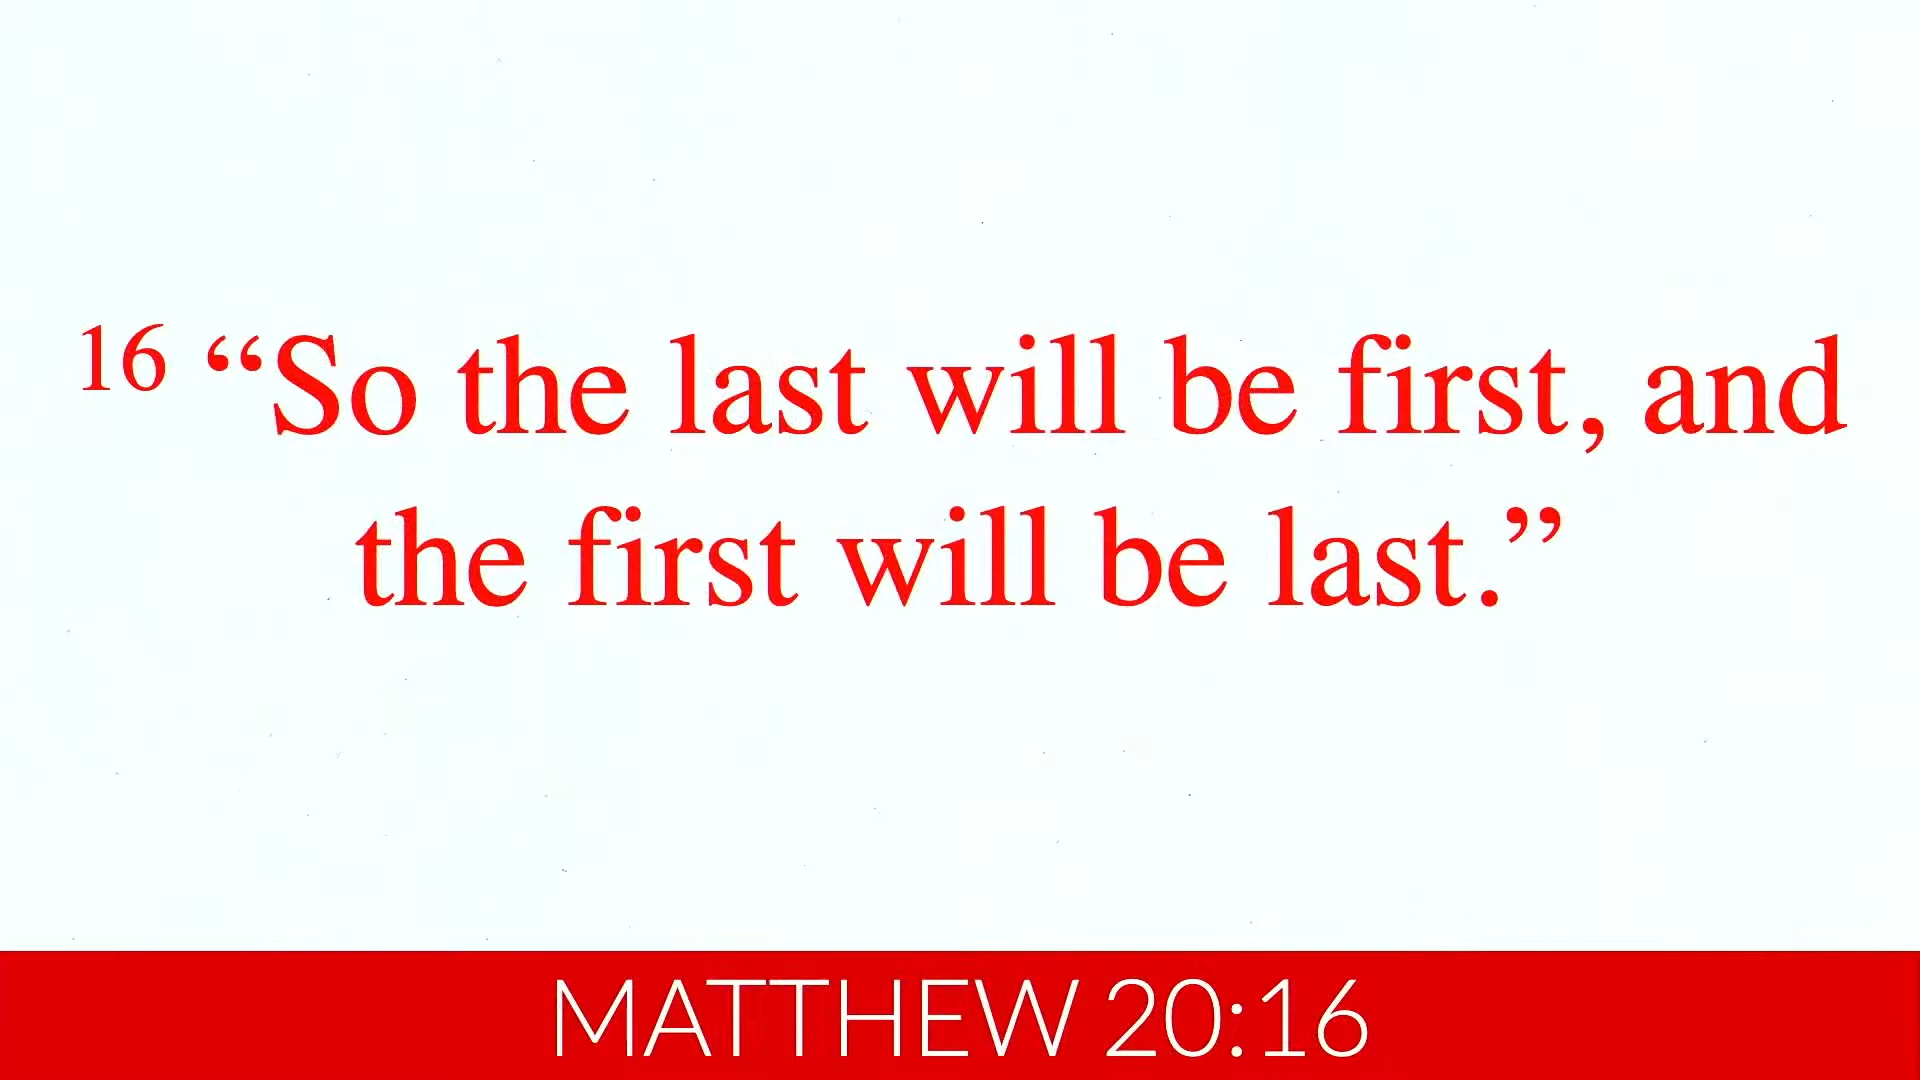 16 “So the last will be first, and
the first will be last.”
MATTHEW 20:16